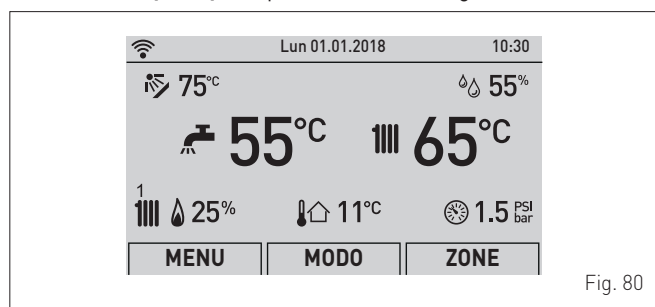 Lun 01.01.2018 10:30
75°C 55%
55°C 65°C
1
25% 11°C 1.5 PSI bar
MENU MODO ZONE
Fig. 80